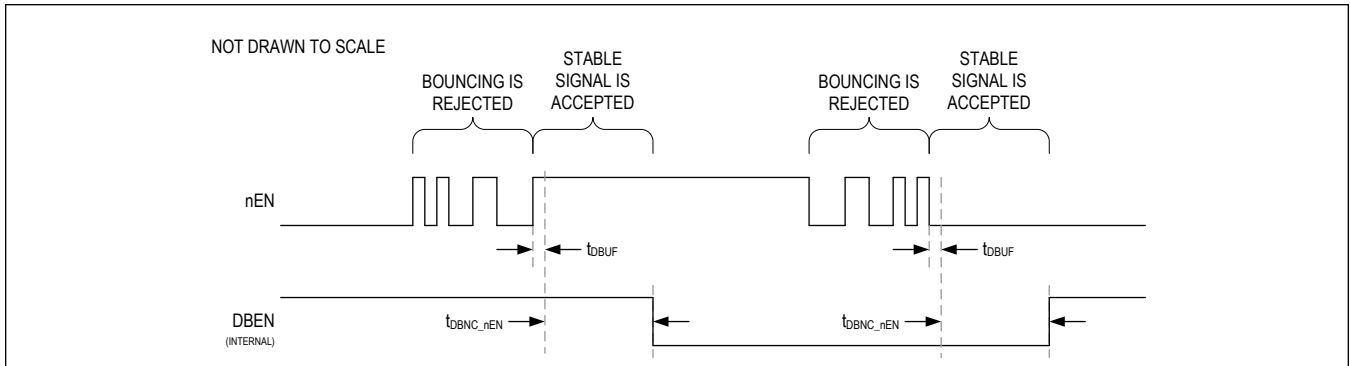 NOT DRAWN TO SCALE
BOUNCING IS
REJECTED
STABLE
SIGNAL IS
ACCEPTED
BOUNCING IS
REJECTED
STABLE
SIGNAL IS
ACCEPTED
nEN
tDBUF
tDBUF
DBEN
(INTERNAL)
tDBNC_nEN
tDBNC_nEN